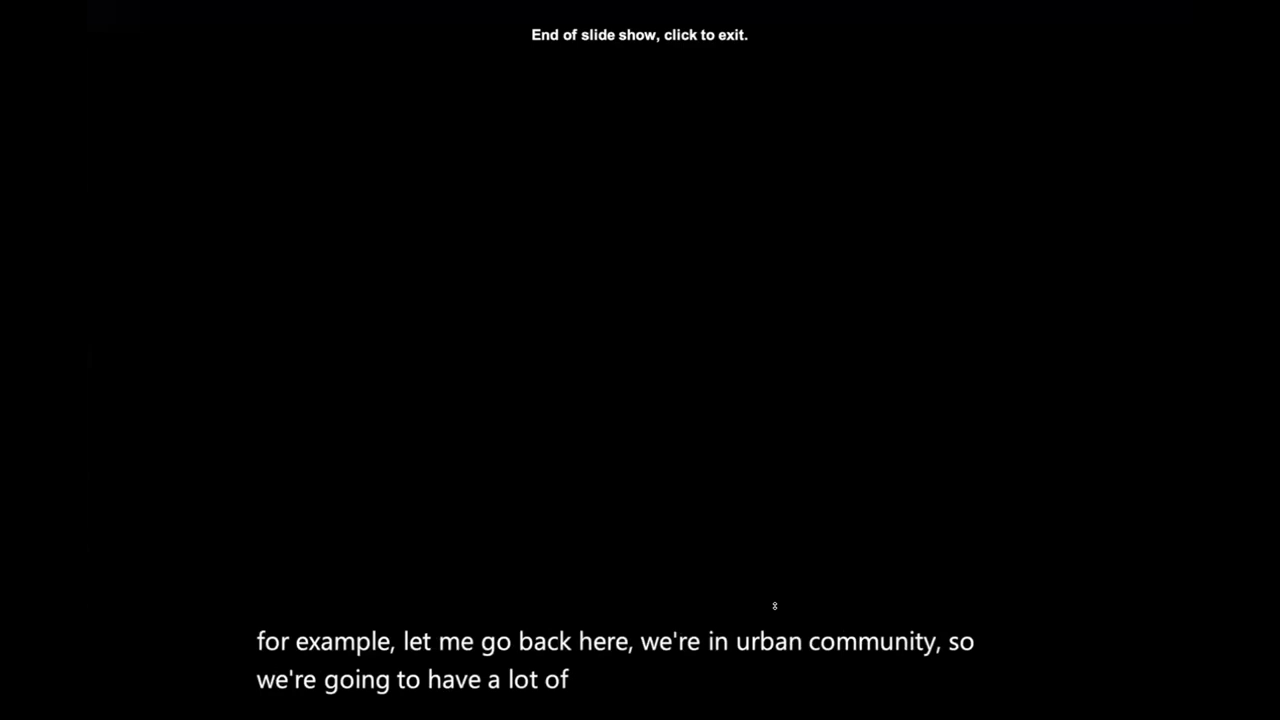 End of slide show, click to exit.
for example, let me go back here, we're in urban community, so
we're going to have a lot of